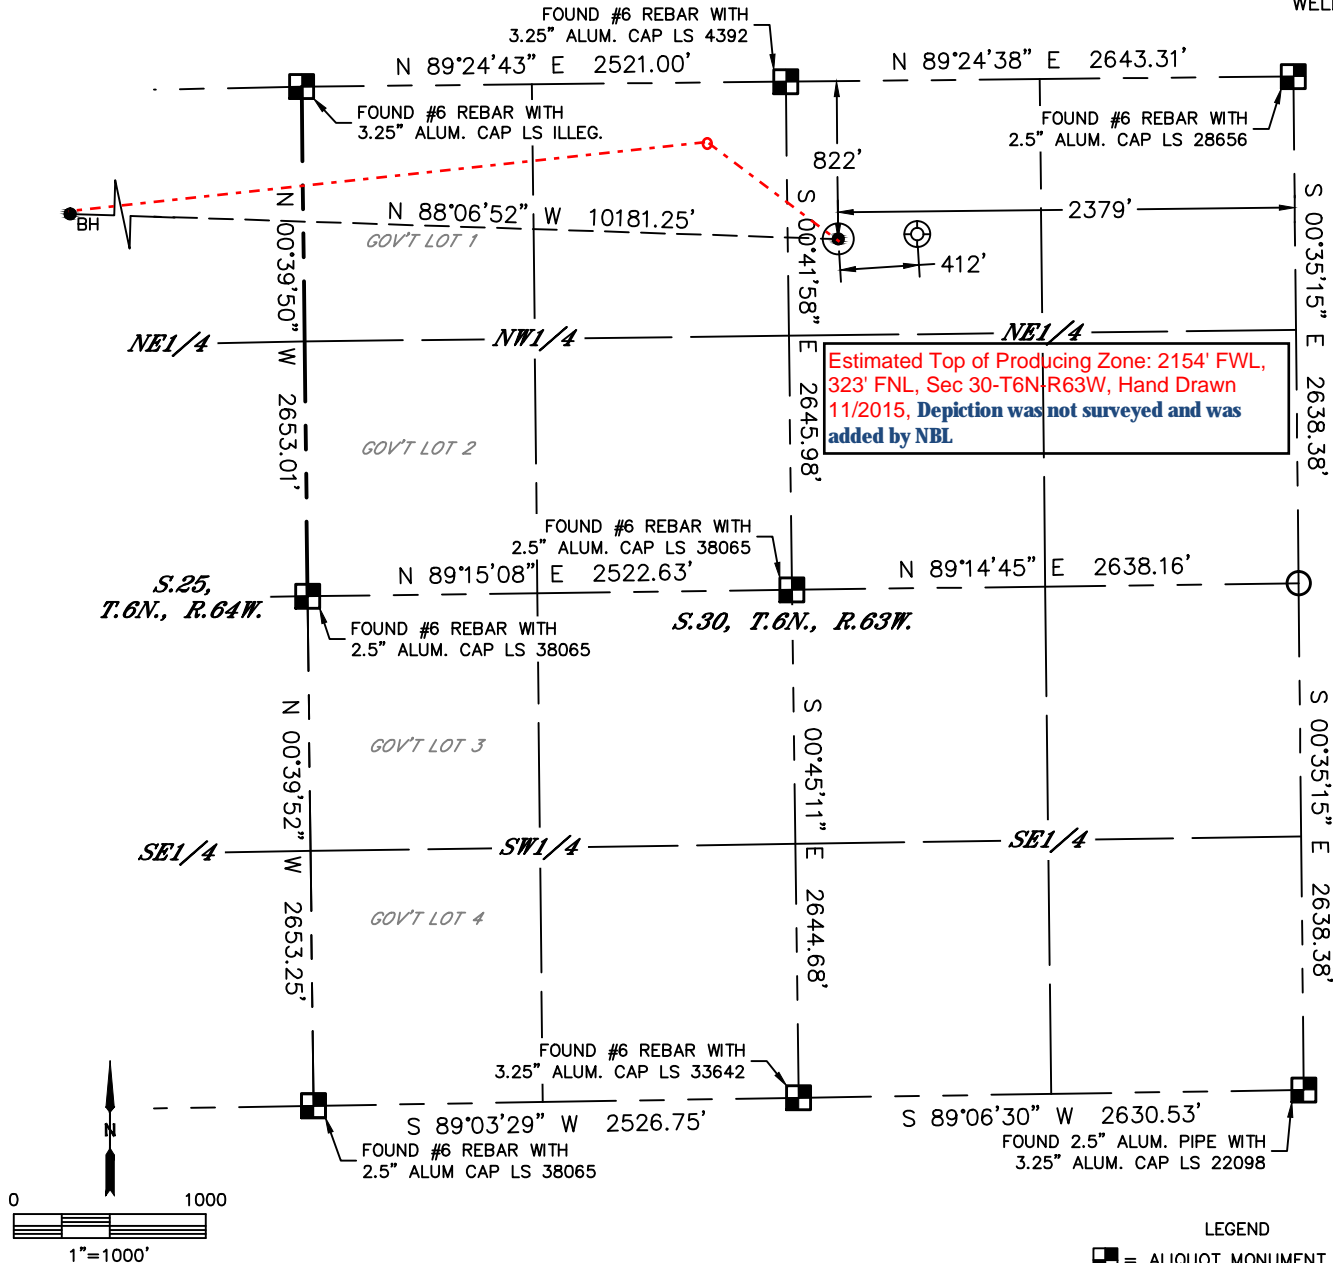 WELL
FOUND #6 REBAR WITH
3.25" ALUM. CAP LS 4392
N 89°24'43" E 2521.00'
N 89°24'38" E 2643.31'
FOUND #6 REBAR WITH
3.25" ALUM. CAP LS ILLEG.
FOUND #6 REBAR WITH
2.5" ALUM. CAP LS 28656
822'
2379'
BH
N 88°06'52" W 10181.25'
GOV'T LOT 1
412'
N 00°39'50" W 2653.01'
S 00°41'58" E 2645.98'
S 00°35'15" E 2638.38'
NE1/4
NW1/4
NE1/4
Estimated Top of Producing Zone: 2154' FWL,
323' FNL, Sec 30-T6N-R63W, Hand Drawn
11/2015, Depiction was not surveyed and was
added by NBL
GOV'T LOT 2
FOUND #6 REBAR WITH
2.5" ALUM. CAP LS 38065
S.25,
T.6N., R.64W.
N 89°15'08" E 2522.63'
N 89°14'45" E 2638.16'
S.30, T.6N., R.63W.
FOUND #6 REBAR WITH
2.5" ALUM. CAP LS 38065
N 00°39'52" W 2653.25'
S 00°45'11" E 2644.68'
S 00°35'15" E 2638.38'
GOV'T LOT 3
SE1/4
SW1/4
SE1/4
GOV'T LOT 4
FOUND #6 REBAR WITH
3.25" ALUM. CAP LS 33642
S 89°03'29" W 2526.75'
S 89°06'30" W 2630.53'
FOUND #6 REBAR WITH
2.5" ALUM CAP LS 38065
FOUND 2.5" ALUM. PIPE WITH
3.25" ALUM. CAP LS 22098
N
0 1000
1"=1000'
LEGEND
= ALIQUOT MONUMENT